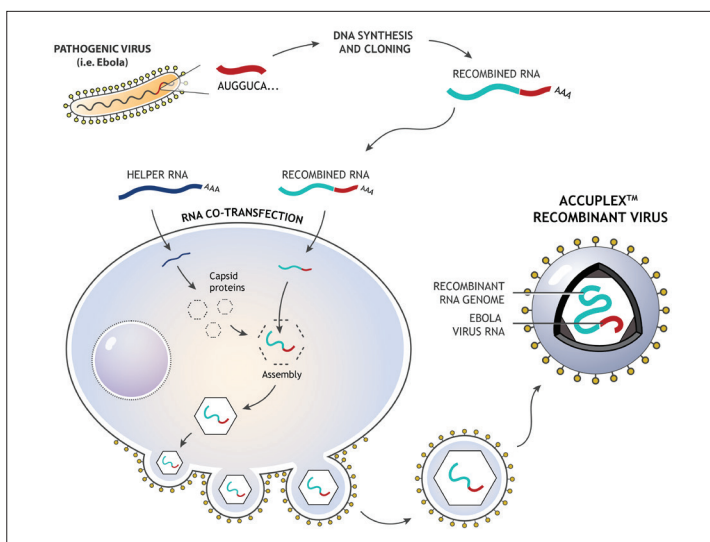 PATHOGENIC VIRUS
(i.e. Ebola)
AUGGUCA...
DNA SYNTHESIS
AND CLONING
RECOMBINED RNA
AAA
HELPER RNA
AAA
RECOMBINED RNA
AAA
RNA CO-TRANSFECTION
Capsid
proteins
Assembly
ACCUPLEX™
RECOMBINANT VIRUS
RECOMBINANT
RNA GENOME
EBOLA
VIRUS RNA